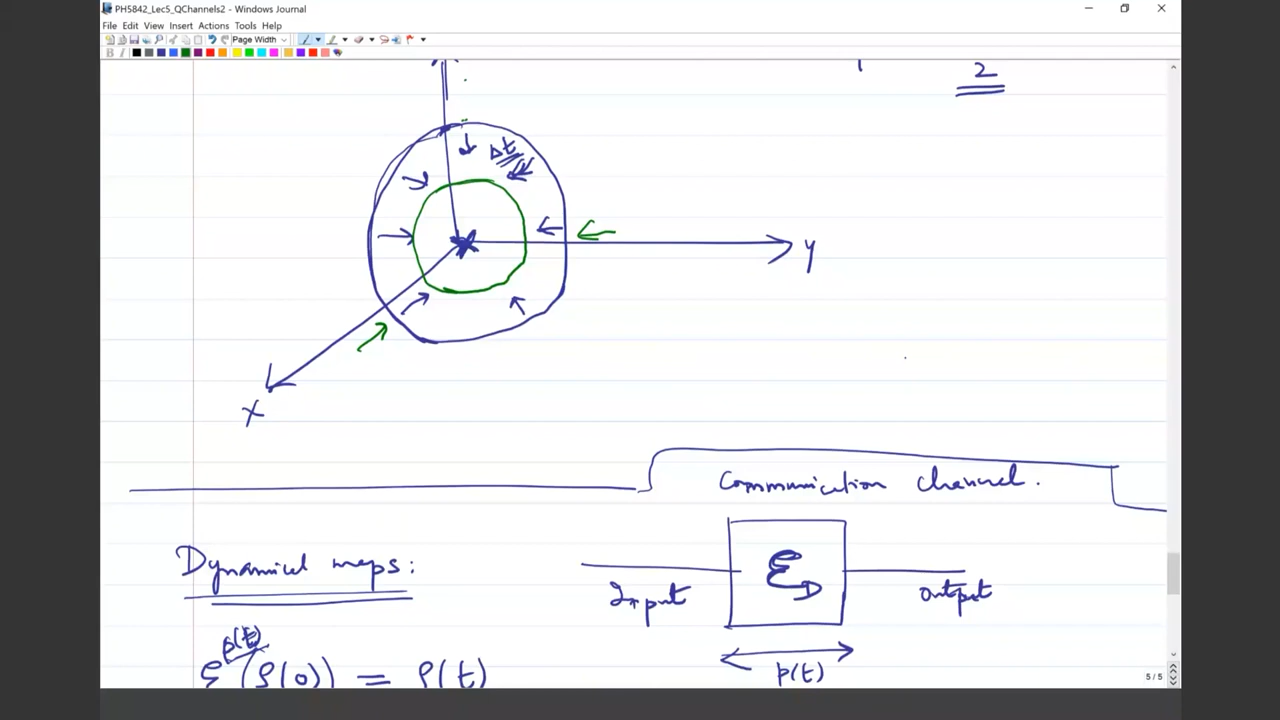 PH5842_Lec5_QChannels2 - Windows Journal
File Edit View Insert Actions Tools Help
Page Width
B I
2
Δt
y
X
Communication channel.
Dynamical maps:
Input
ℰ_D
output
p(t)
p(t)
ℰ (ρ(0)) = ρ(t)
5 / 5